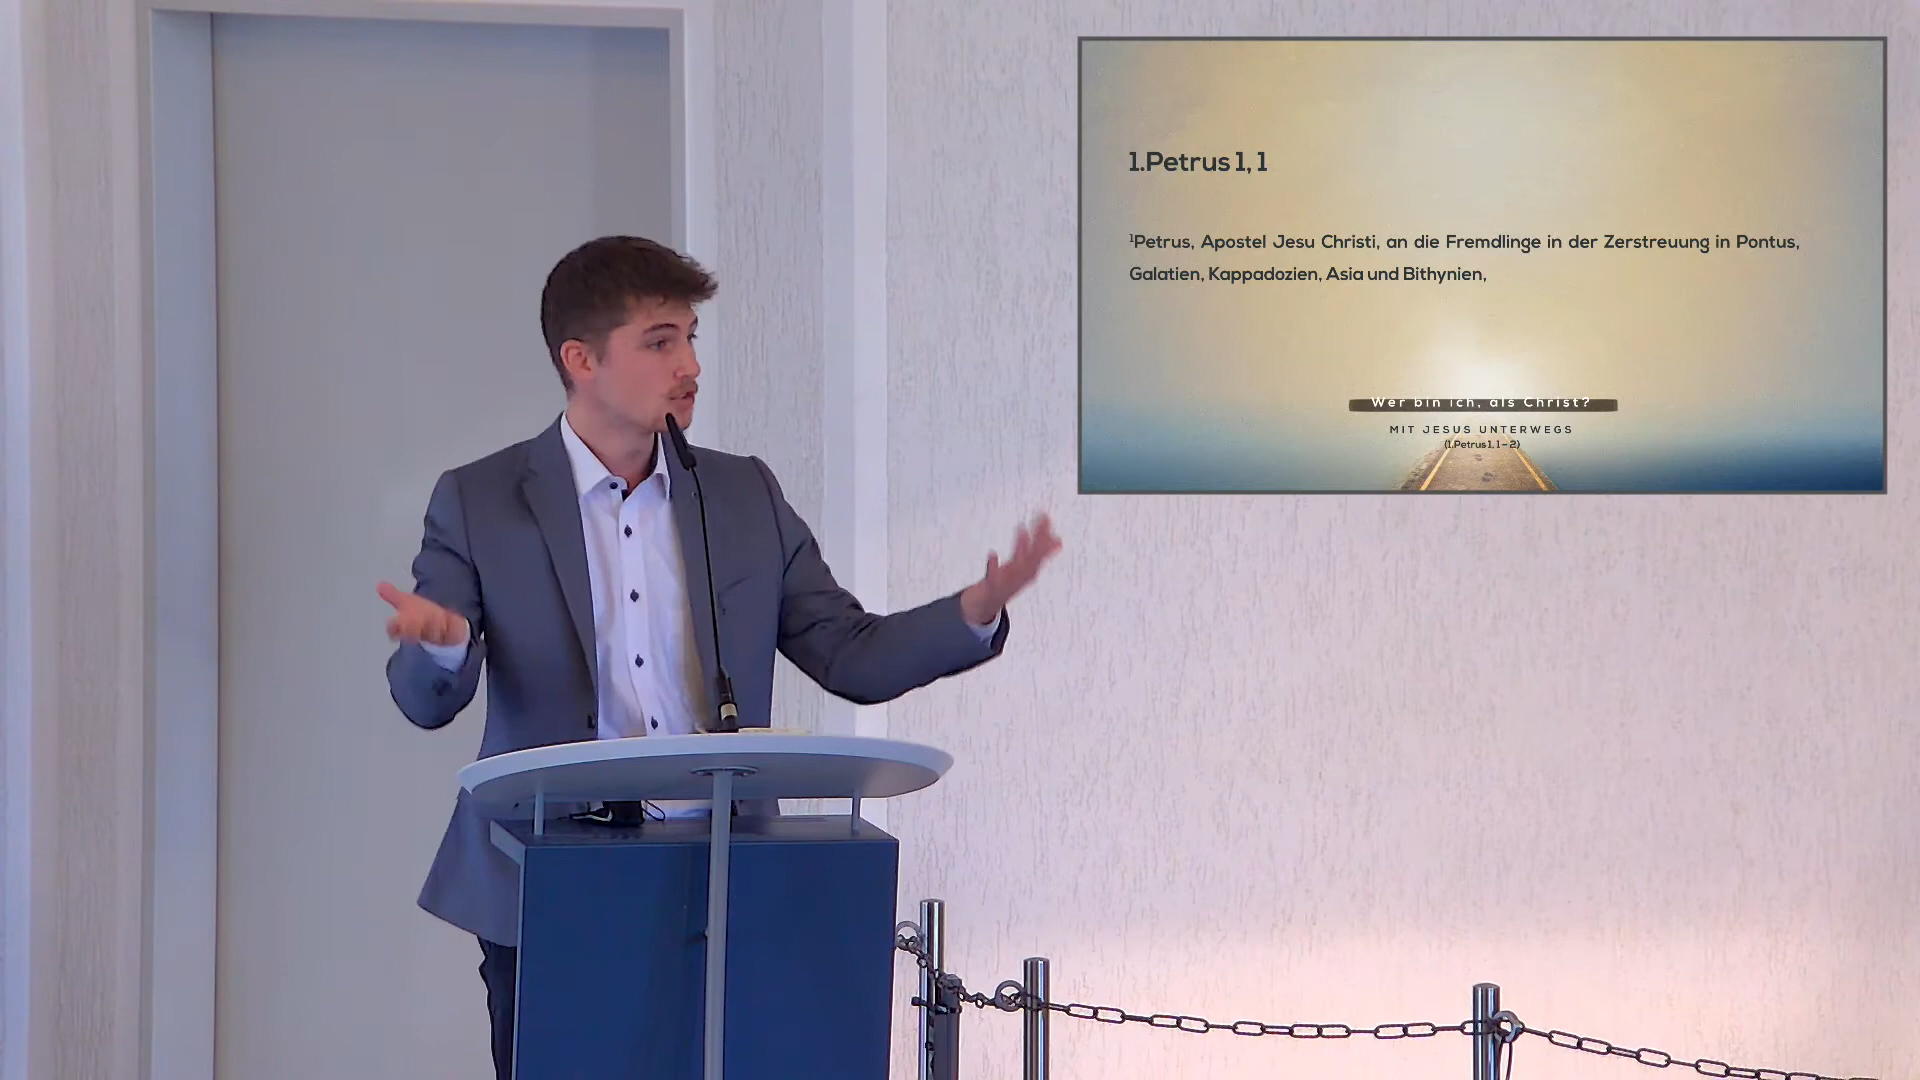 1.Petrus 1, 1
¹Petrus, Apostel Jesu Christi, an die Fremdlinge in der Zerstreuung in Pontus,
Galatien, Kappadozien, Asia und Bithynien,
Wer bin ich, als Christ?
MIT JESUS UNTERWEGS
(1.Petrus 1, 1 – 2)